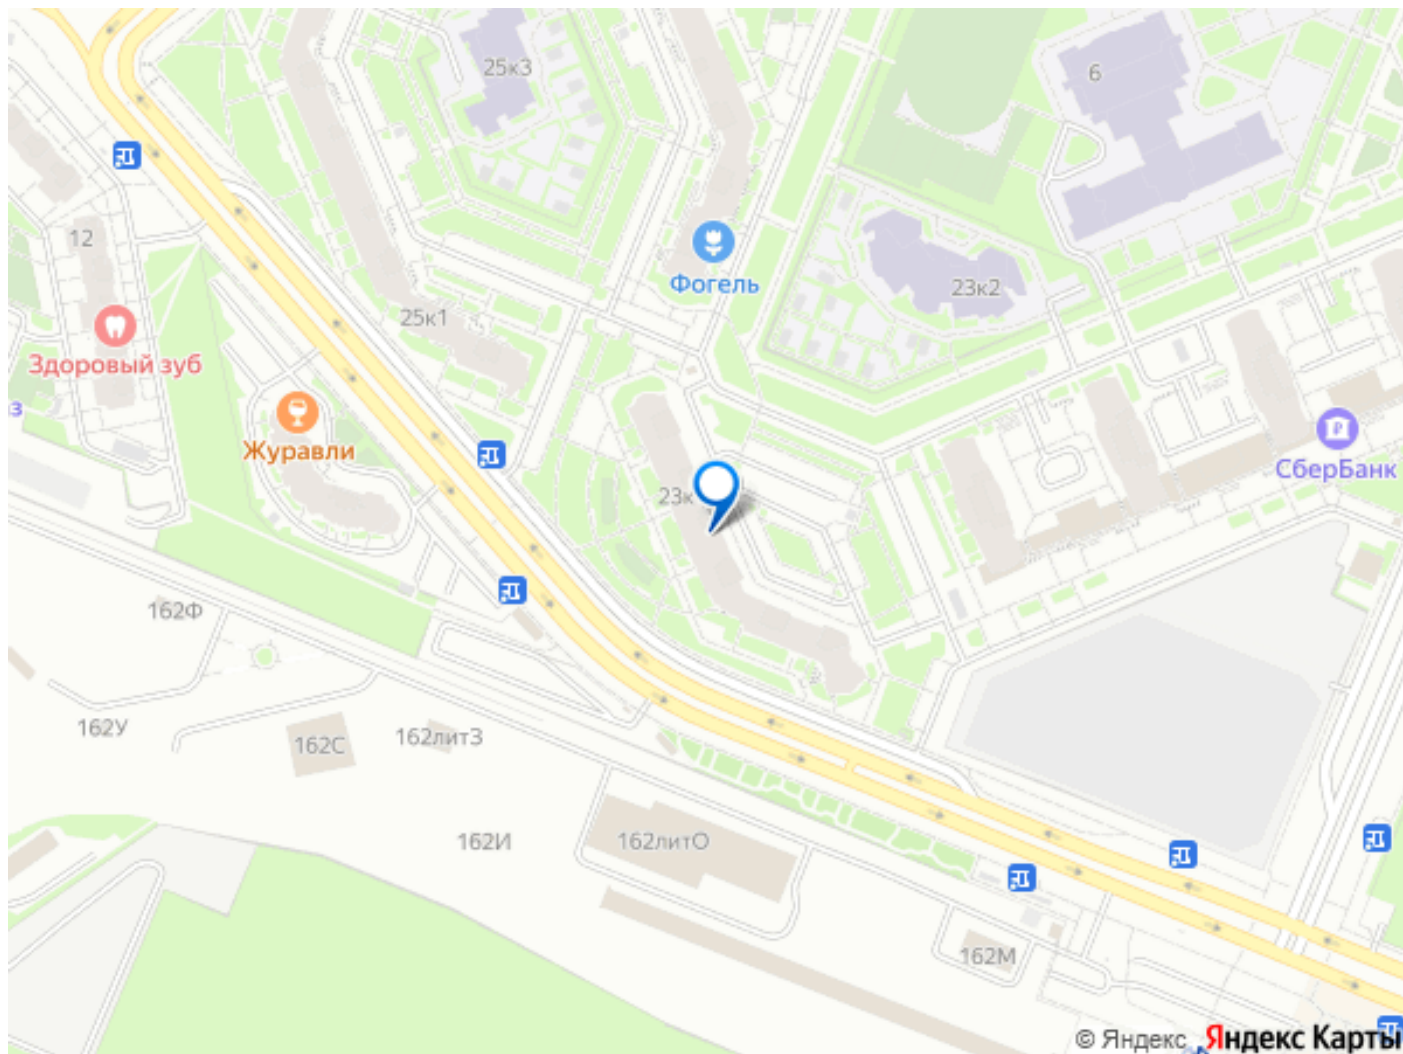 25к3
6
12
Фогель
23к2
25к1
Здоровый зуб
з
Журавли
СберБанк
23к
162Ф
162У
162С
162литЗ
162И
162литО
162М
© Яндекс Яндекс Карты